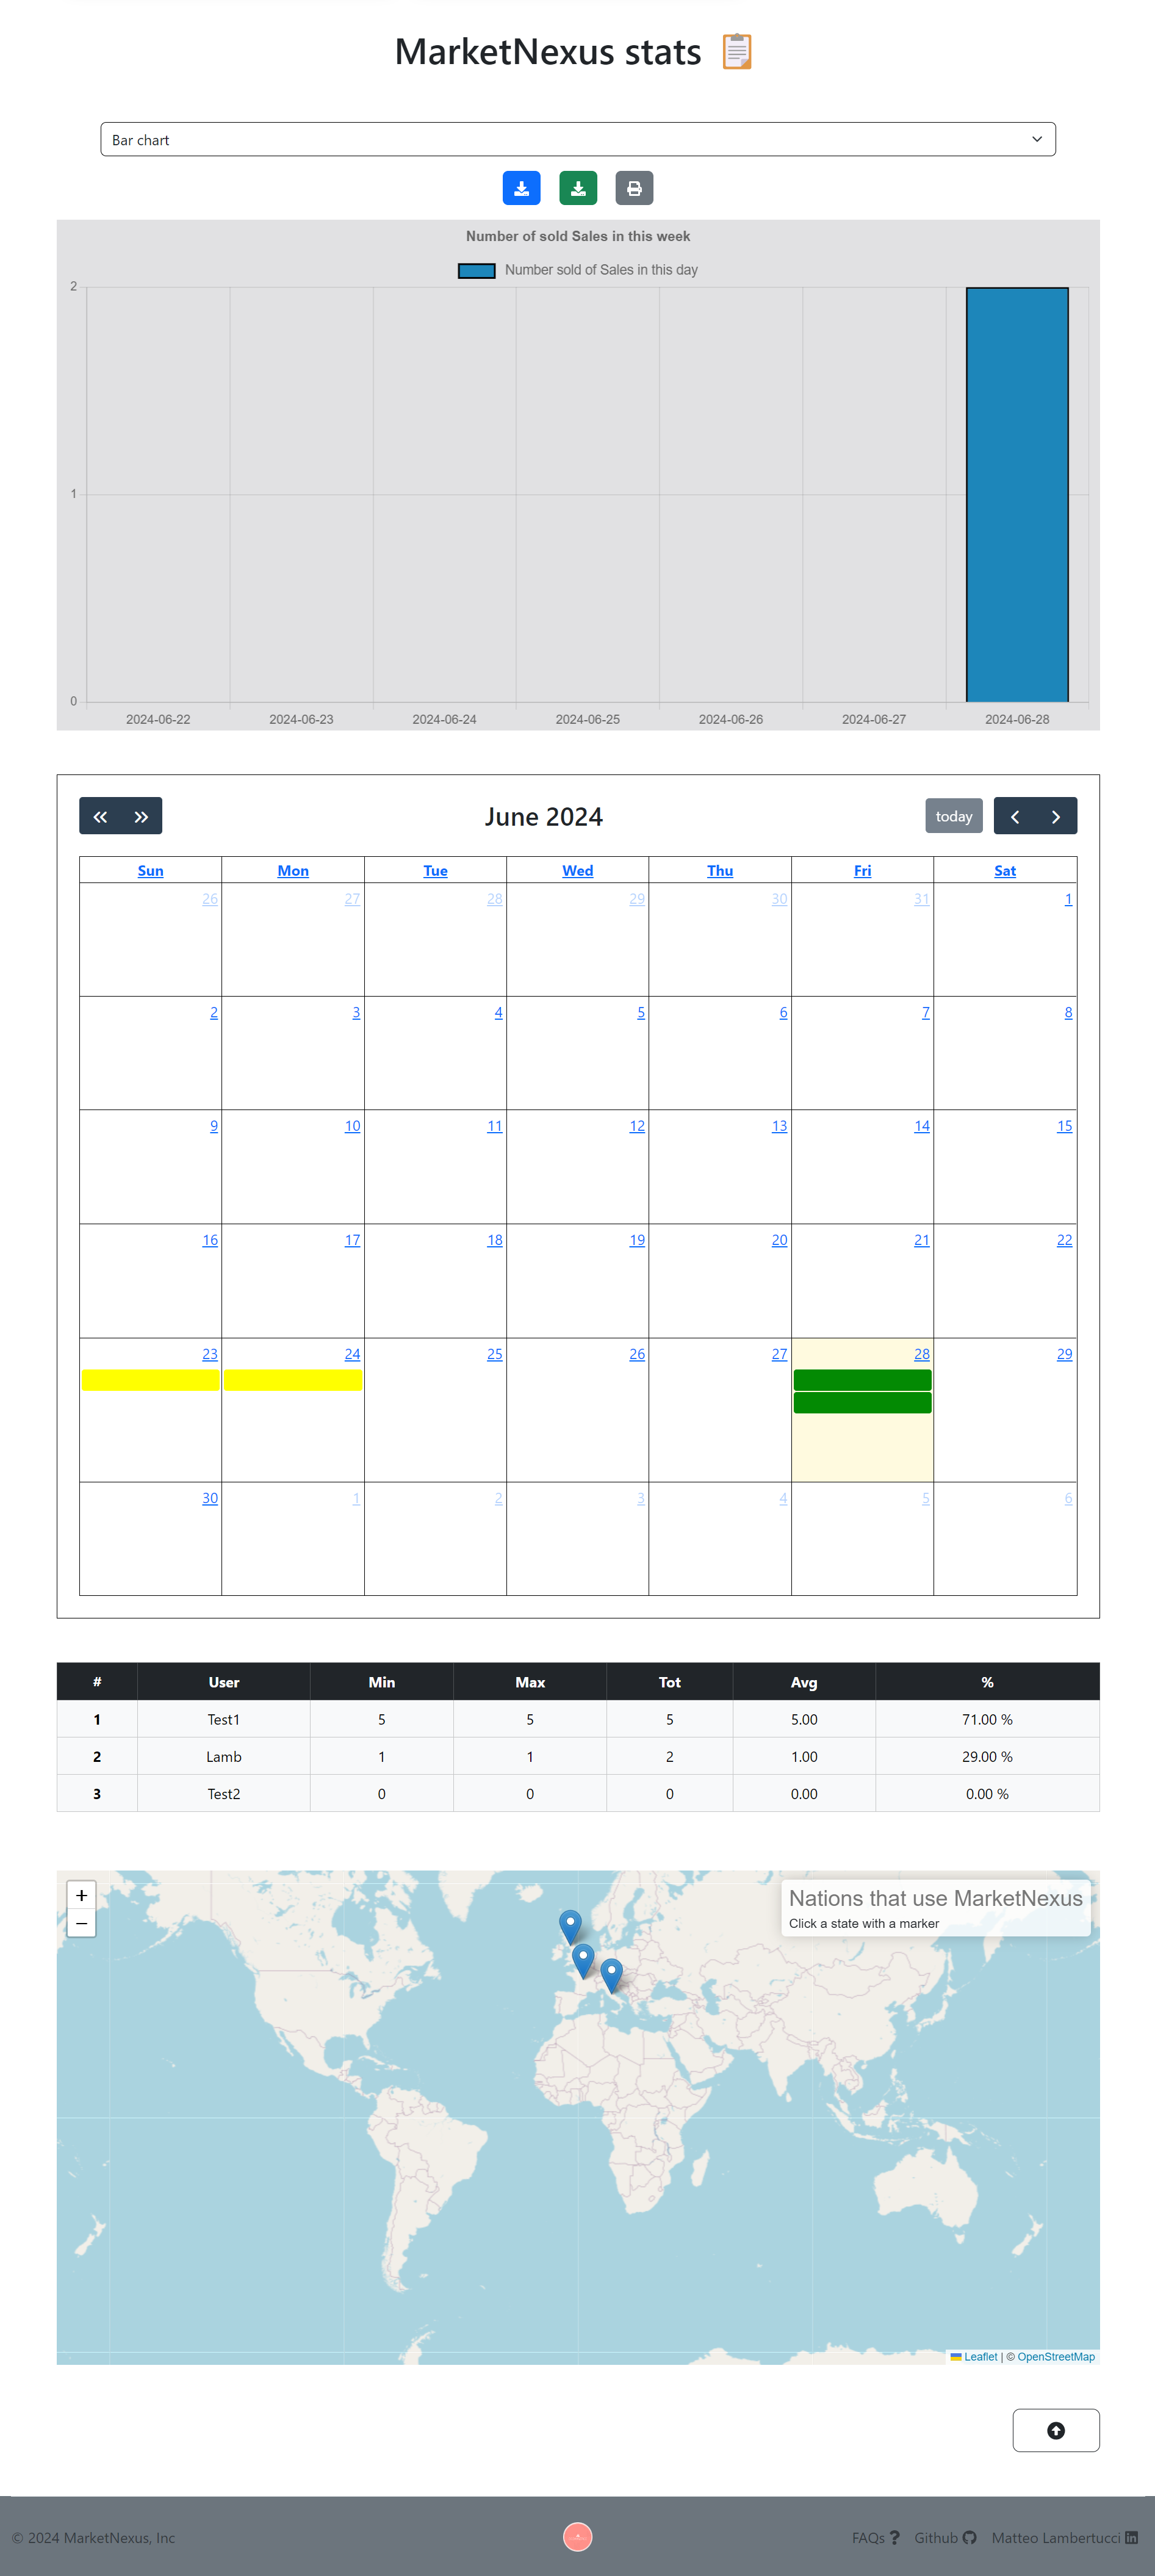 MarketNexus stats
Bar chart
Number of sold Sales in this week
Number sold of Sales in this day
2
1
0
2024-06-22 2024-06-23 2024-06-24 2024-06-25 2024-06-26 2024-06-27 2024-06-28
June 2024 today
Sun Mon Tue Wed Thu Fri Sat
26 27 28 29 30 31 1
2 3 4 5 6 7 8
9 10 11 12 13 14 15
16 17 18 19 20 21 22
23 24 25 26 27 28 29
30 1 2 3 4 5 6
# User Min Max Tot Avg %
1 Test1 5 5 5 5.00 71.00 %
2 Lamb 1 1 2 1.00 29.00 %
3 Test2 0 0 0 0.00 0.00 %
+
−
Nations that use MarketNexus
Click a state with a marker
Leaflet | © OpenStreetMap
© 2024 MarketNexus, Inc FAQs ? Github Matteo Lambertucci